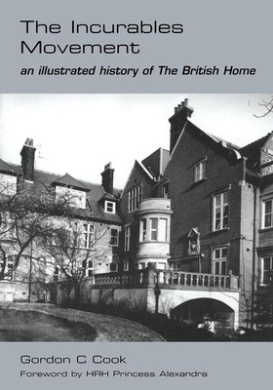 The Incurables
Movement
an illustrated history of The British Home
Gordon C Cook
Foreword by HRH Princess Alexandra